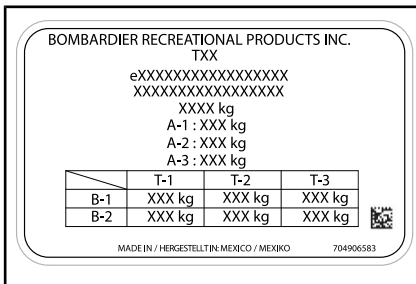 BOMBARDIER RECREATIONAL PRODUCTS INC.
TXX
eXXXXXXXXXXXXXXXXX
XXXXXXXXXXXXXXXXX
XXXX kg
A-1 : XXX kg
A-2 : XXX kg
A-3 : XXX kg
T-1 T-2 T-3
B-1 XXX kg XXX kg XXX kg
B-2 XXX kg XXX kg XXX kg
MADE IN / HERGESTELLT IN: MEXICO / MEXIKO 704906583